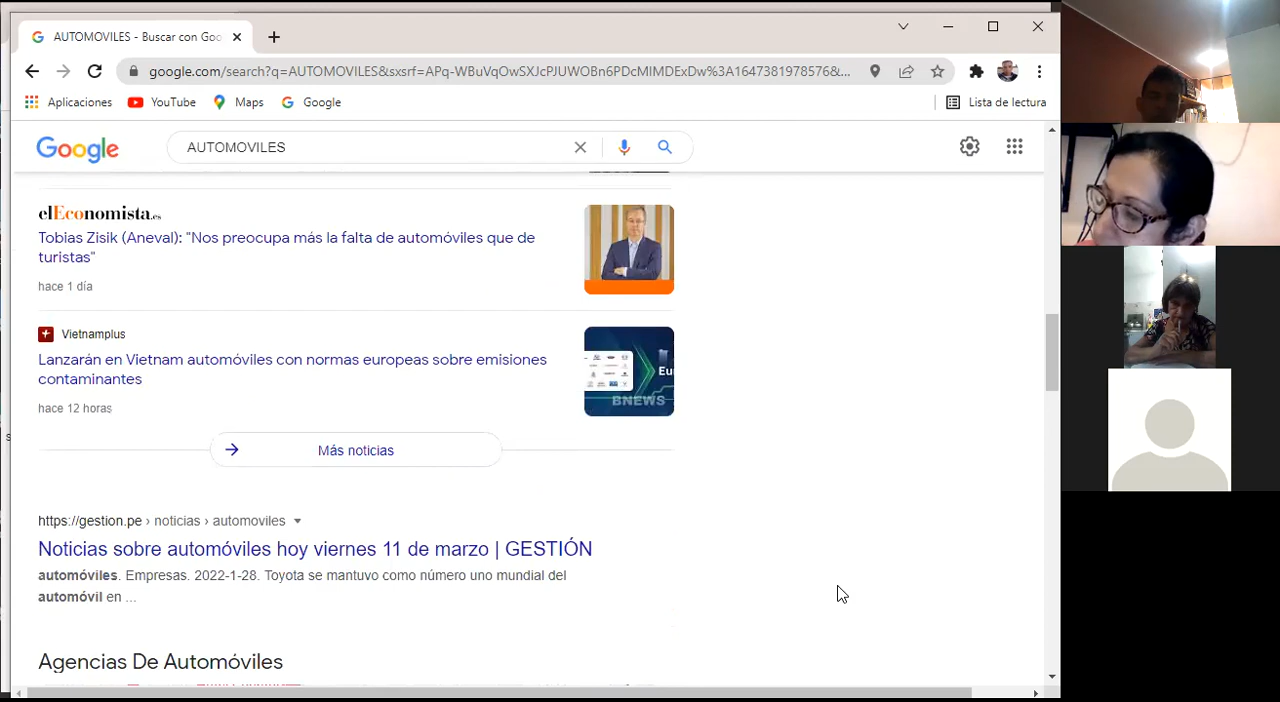 AUTOMOVILES - Buscar con Goo
google.com/search?q=AUTOMOVILES&sxsrf=APq-WBuVqOwSXJcPJUWOBn6PDcMIMDExDw%3A1647381978576&...
Aplicaciones YouTube Maps Google Lista de lectura
Google AUTOMOVILES
elEconomista.es
Tobias Zisik (Aneval): "Nos preocupa más la falta de automóviles que de
turistas"
hace 1 día
Vietnamplus
Lanzarán en Vietnam automóviles con normas europeas sobre emisiones
contaminantes
hace 12 horas
Eu
BNEWS
Más noticias
https://gestion.pe › noticias › automoviles
Noticias sobre automóviles hoy viernes 11 de marzo | GESTIÓN
automóviles. Empresas. 2022-1-28. Toyota se mantuvo como número uno mundial del
automóvil en ...
Agencias De Automóviles